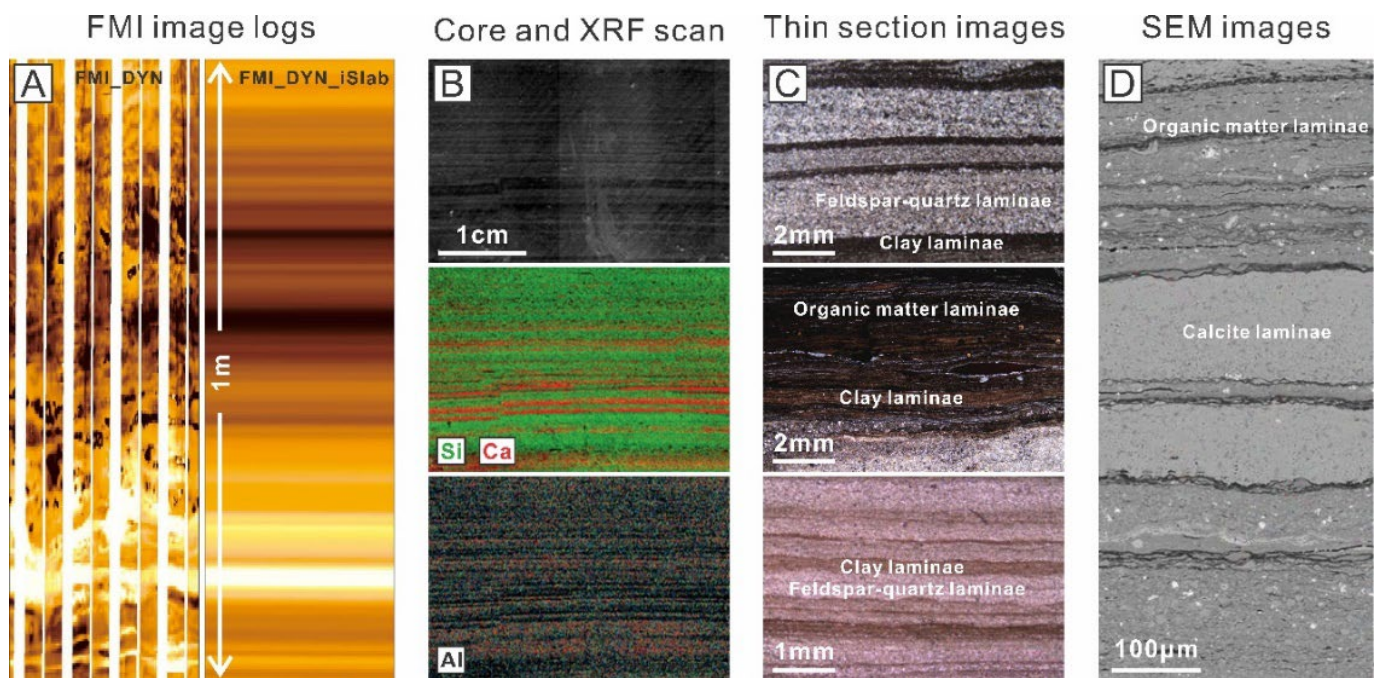 FMI image logs
Core and XRF scan
Thin section images
SEM images
A
FMI_DYN
FMI_DYN_iSlab
1m
B
1cm
Si
Ca
Al
C
Feldspar-quartz laminae
Clay laminae
2mm
Organic matter laminae
Clay laminae
2mm
Clay laminae
Feldspar-quartz laminae
1mm
D
Organic matter laminae
Calcite laminae
100μm